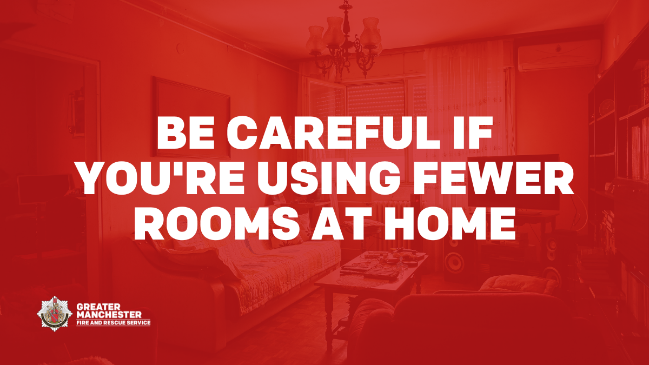 BE CAREFUL IF
YOU'RE USING FEWER
ROOMS AT HOME
GREATER
MANCHESTER
FIRE AND RESCUE SERVICE